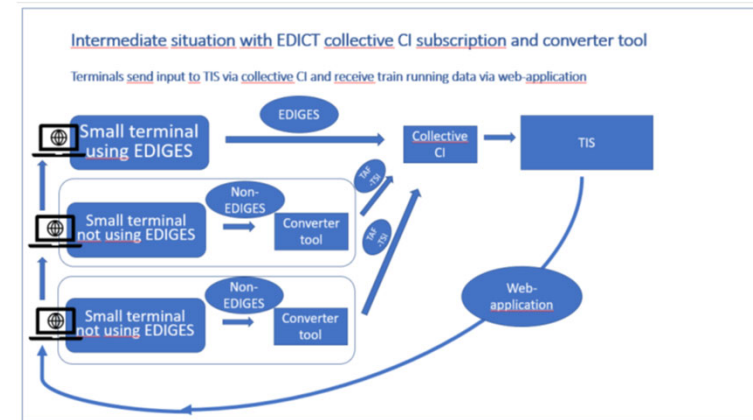 Intermediate situation with EDICT collective CI subscription and converter tool
Terminals send input to TIS via collective CI and receive train running data via web-application
EDIGES
Small terminal
using EDIGES
Collective
CI
TIS
TAF
-TSI
Non-
EDIGES
Small terminal
not using EDIGES
Converter
tool
TAF
-TSI
Non-
EDIGES
Small terminal
not using EDIGES
Converter
tool
Web-
application